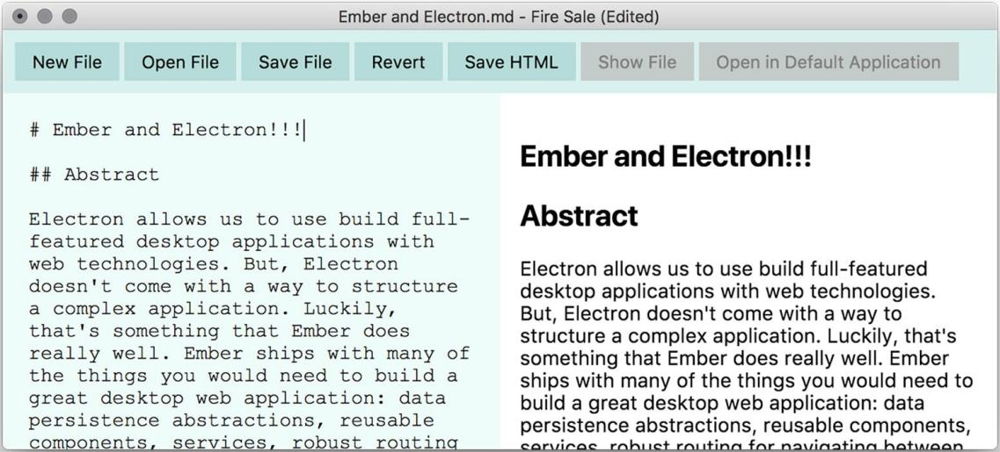 Ember and Electron.md - Fire Sale (Edited)
New File Open File Save File Revert Save HTML Show File Open in Default Application
# Ember and Electron!!!
## Abstract
Electron allows us to use build full-
featured desktop applications with
web technologies. But, Electron
doesn't come with a way to structure
a complex application. Luckily,
that's something that Ember does
really well. Ember ships with many of
the things you would need to build a
great desktop web application: data
persistence abstractions, reusable
components, services, robust routing
Ember and Electron!!!
Abstract
Electron allows us to use build full-featured
desktop applications with web technologies.
But, Electron doesn't come with a way to
structure a complex application. Luckily, that's
something that Ember does really well. Ember
ships with many of the things you would need to
build a great desktop web application: data
persistence abstractions, reusable components,
services, robust routing for navigating between